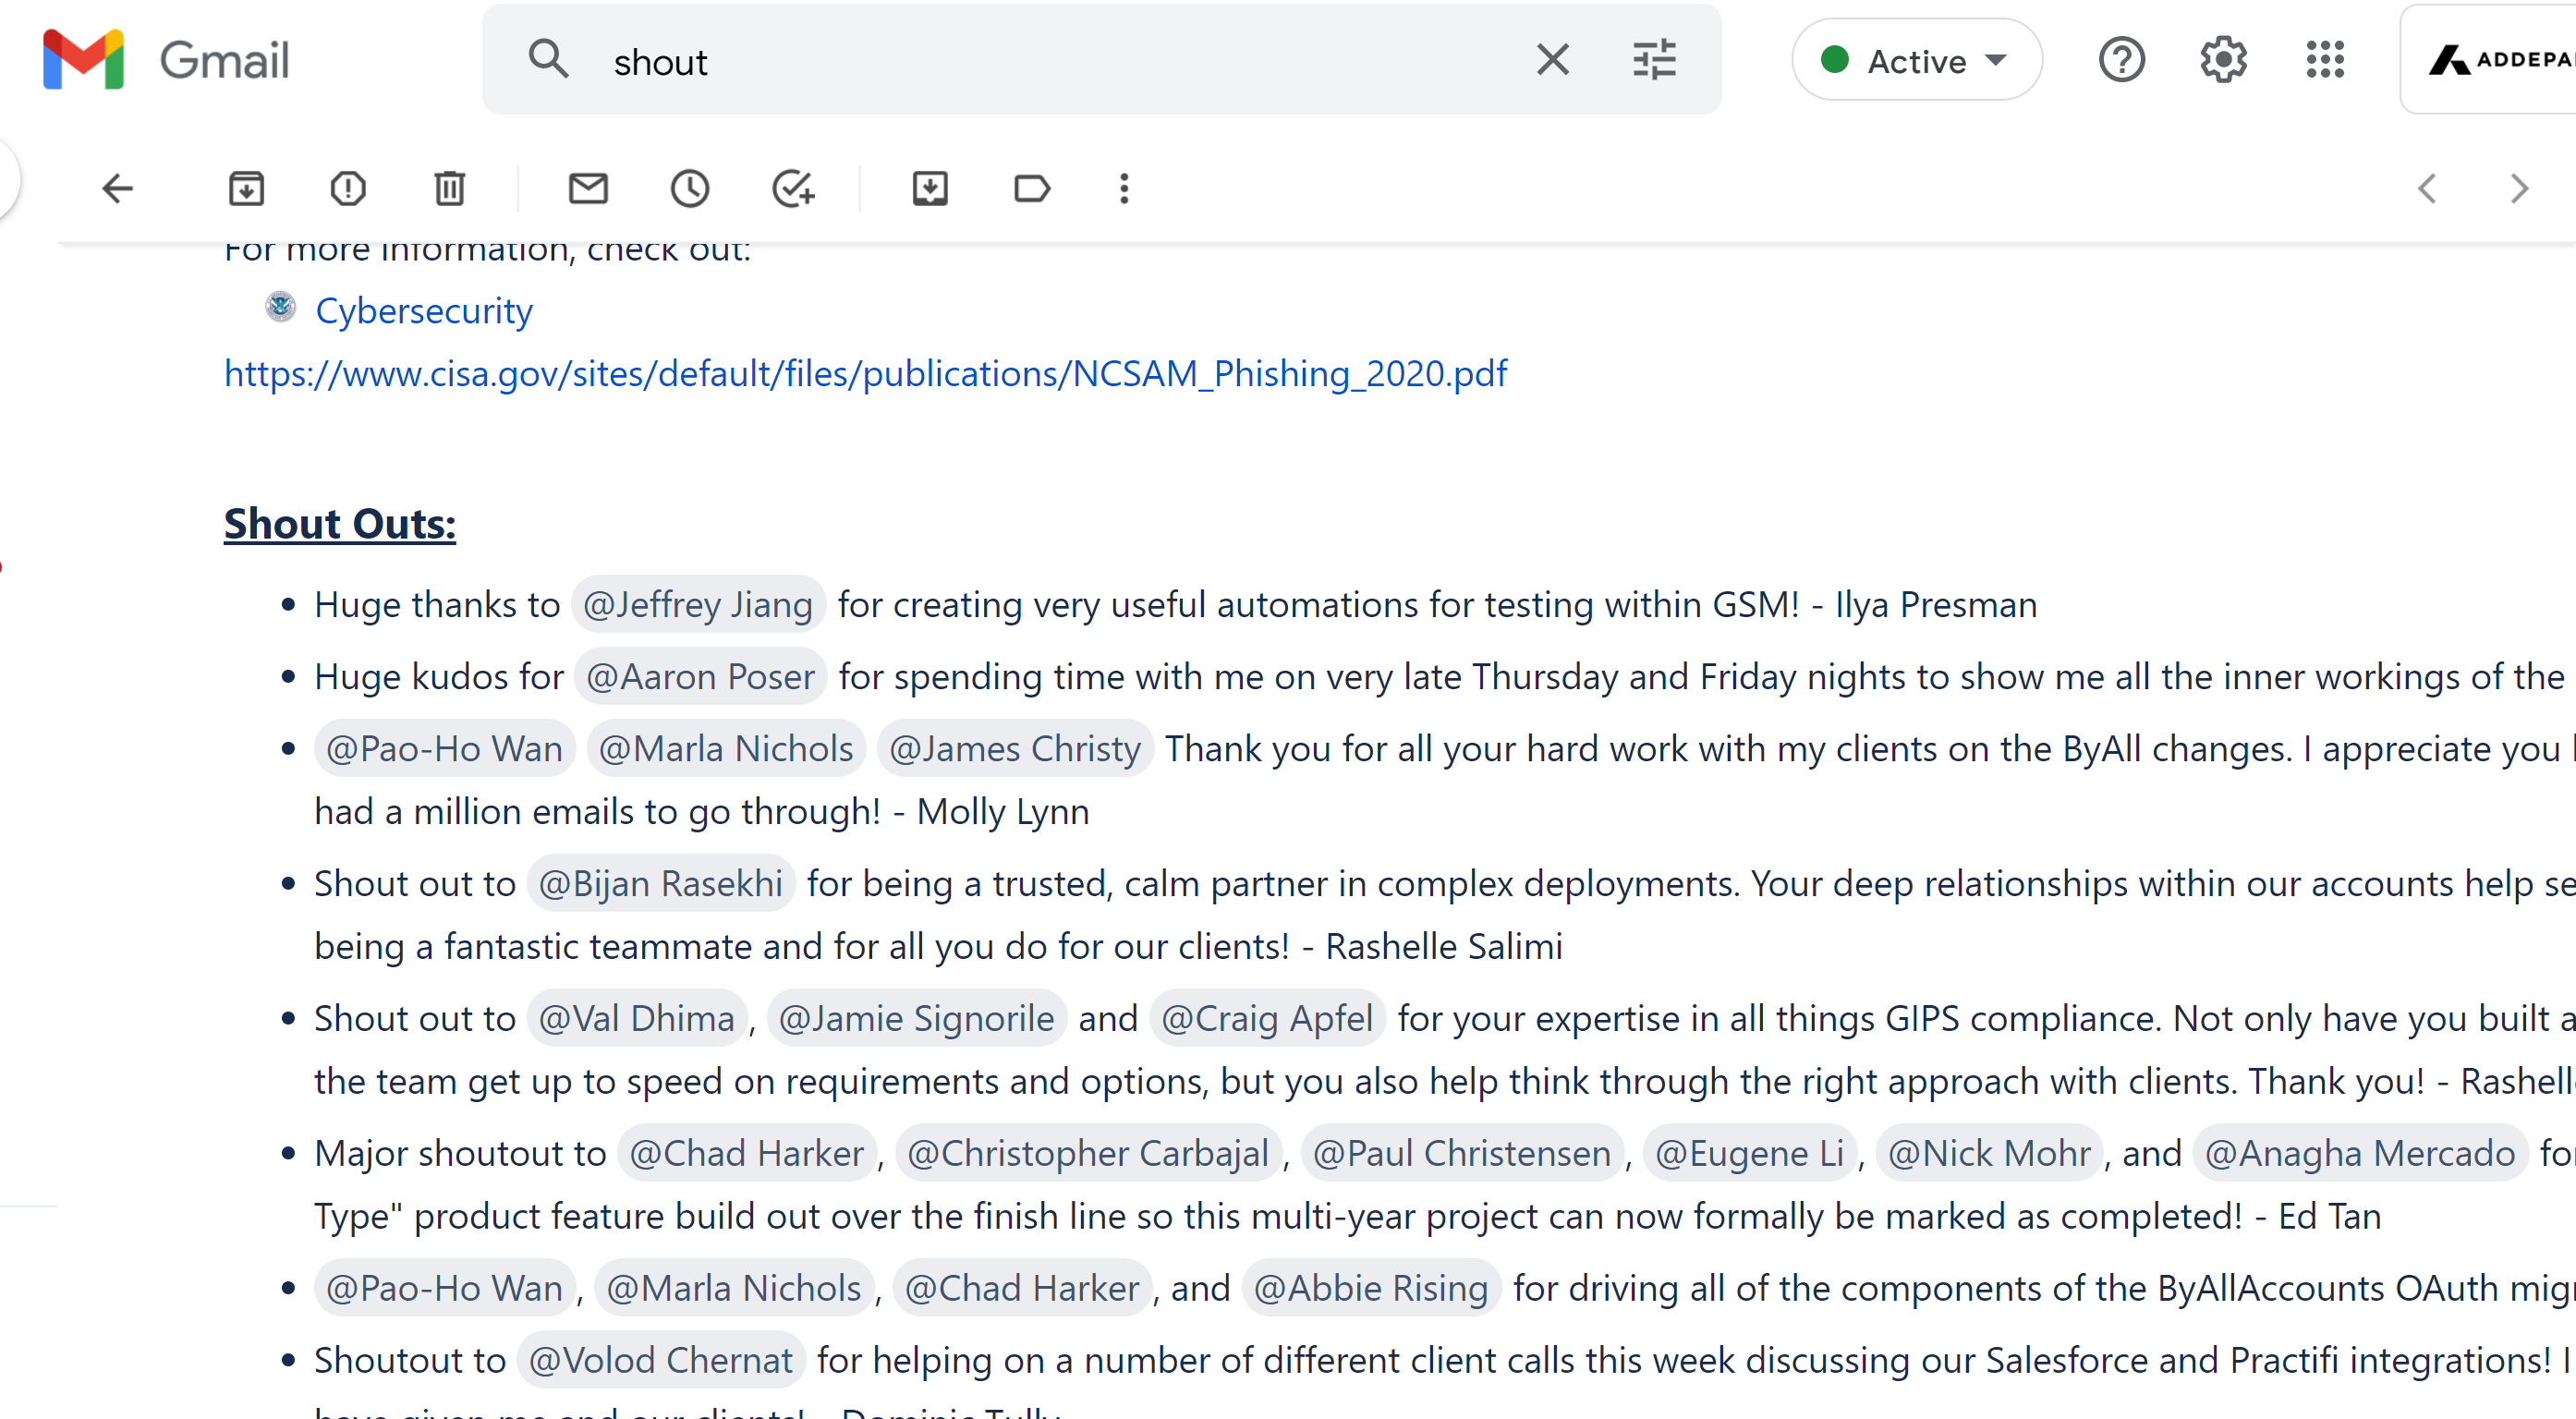 Gmail
shout
Active
ADDEPA
For more information, check out:
Cybersecurity
https://www.cisa.gov/sites/default/files/publications/NCSAM_Phishing_2020.pdf
Shout Outs:
• Huge thanks to @Jeffrey Jiang for creating very useful automations for testing within GSM! - Ilya Presman
• Huge kudos for @Aaron Poser for spending time with me on very late Thursday and Friday nights to show me all the inner workings of the
• @Pao-Ho Wan @Marla Nichols @James Christy Thank you for all your hard work with my clients on the ByAll changes. I appreciate you
had a million emails to go through! - Molly Lynn
• Shout out to @Bijan Rasekhi for being a trusted, calm partner in complex deployments. Your deep relationships within our accounts help se
being a fantastic teammate and for all you do for our clients! - Rashelle Salimi
• Shout out to @Val Dhima, @Jamie Signorile and @Craig Apfel for your expertise in all things GIPS compliance. Not only have you built a
the team get up to speed on requirements and options, but you also help think through the right approach with clients. Thank you! - Rashelle
• Major shoutout to @Chad Harker, @Christopher Carbajal, @Paul Christensen, @Eugene Li, @Nick Mohr, and @Anagha Mercado for
Type" product feature build out over the finish line so this multi-year project can now formally be marked as completed! - Ed Tan
• @Pao-Ho Wan, @Marla Nichols, @Chad Harker, and @Abbie Rising for driving all of the components of the ByAllAccounts OAuth mig
• Shoutout to @Volod Chernat for helping on a number of different client calls this week discussing our Salesforce and Practifi integrations! I
have given me and our clients! - Dominic Tully